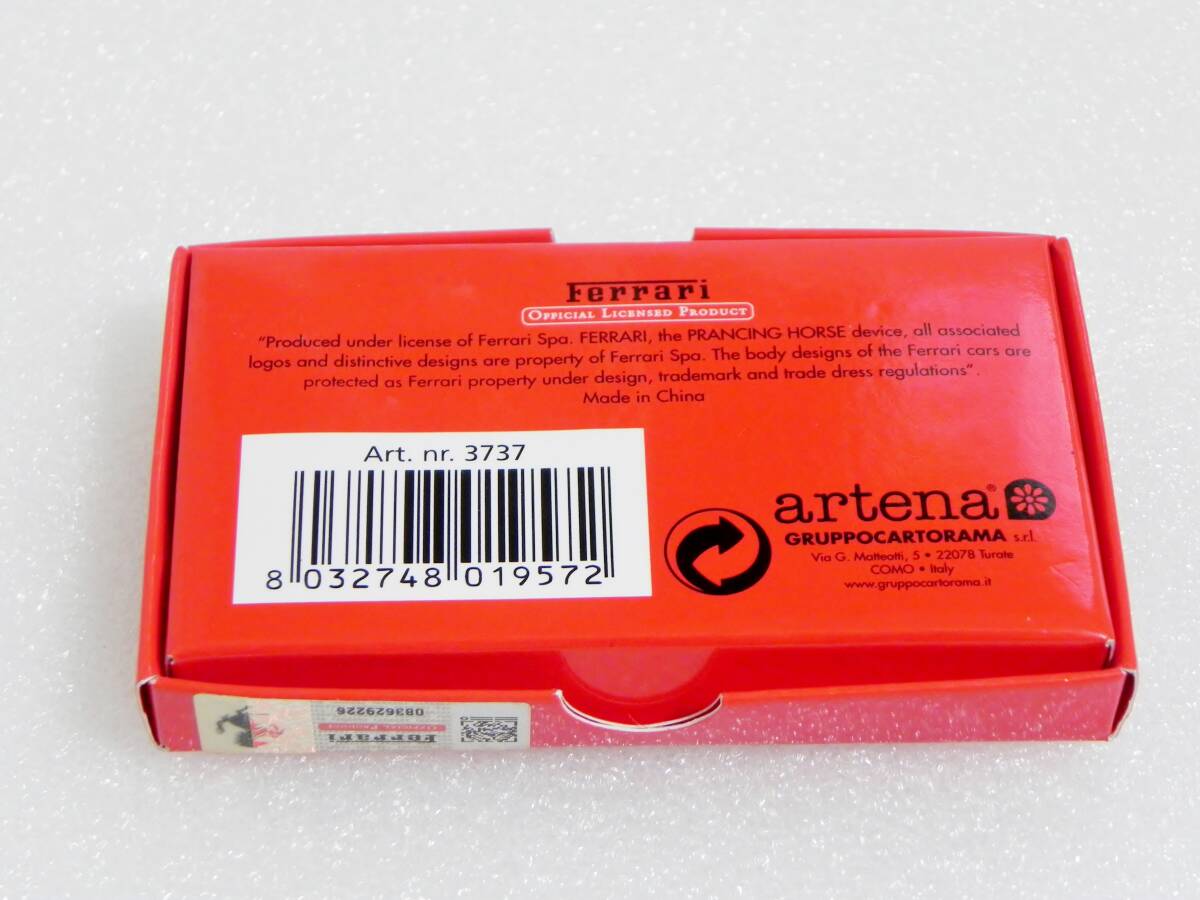 Ferrari
OFFICIAL LICENSED PRODUCT
"Produced under license of Ferrari Spa. FERRARI, the PRANCING HORSE device, all associated
logos and distinctive designs are property of Ferrari Spa. The body designs of the Ferrari cars are
protected as Ferrari property under design, trademark and trade dress regulations".
Made in China
Art. nr. 3737
8 032748 019572
artena®
GRUPPOCARTORAMA s.r.l.
Via G. Matteotti, 5 • 22078 Turate
COMO • Italy
www.gruppocartorama.it
Ferrari
083629226